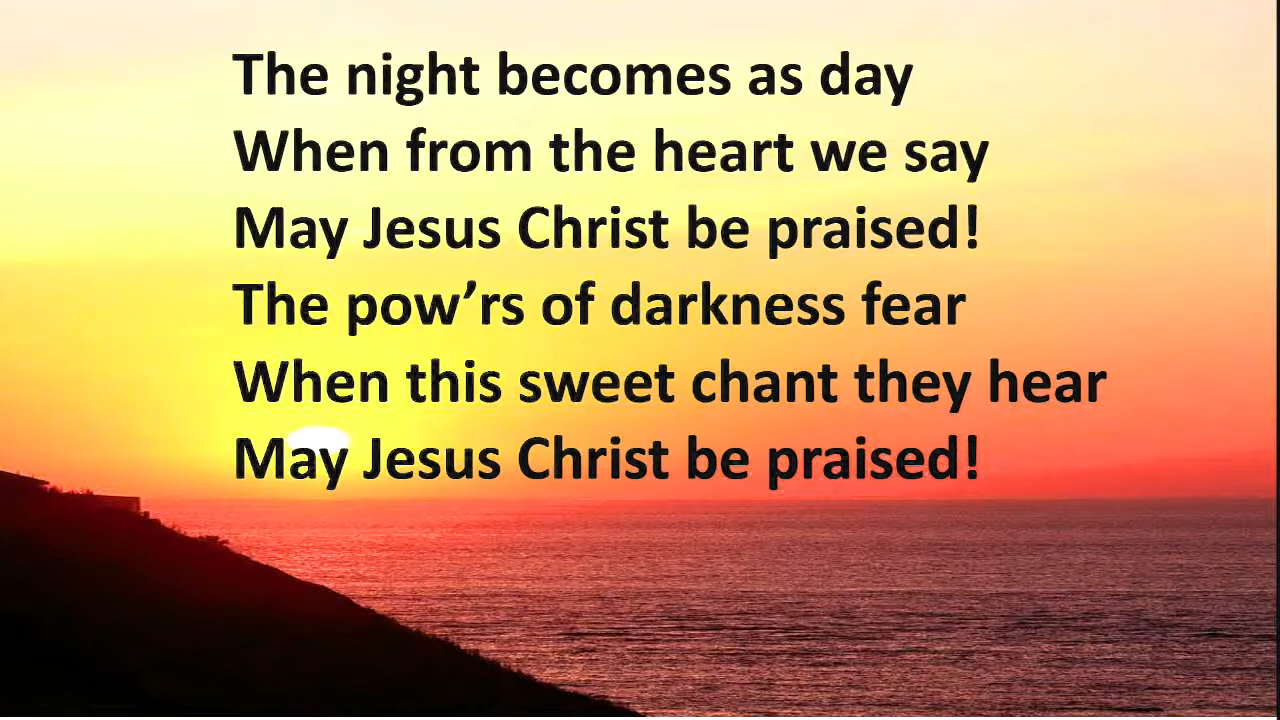 The night becomes as day
When from the heart we say
May Jesus Christ be praised!
The pow’rs of darkness fear
When this sweet chant they hear
May Jesus Christ be praised!